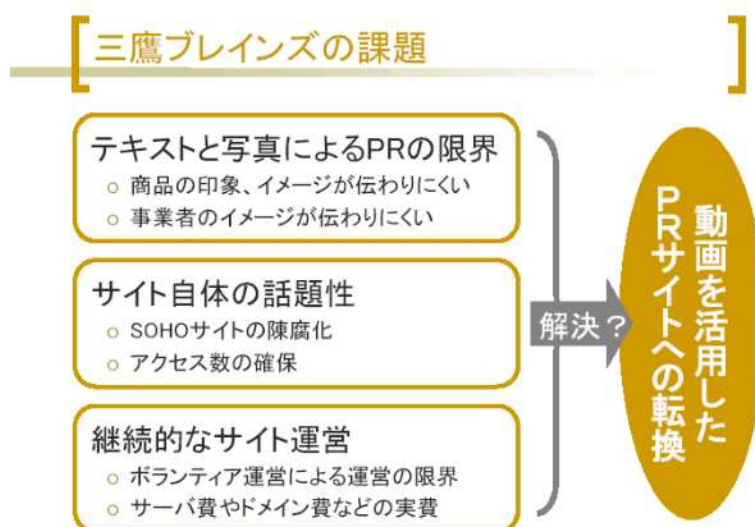 三鷹ブレインズの課題
テキストと写真によるPRの限界
商品の印象、イメージが伝わりにくい
事業者のイメージが伝わりにくい
サイト自体の話題性
SOHOサイトの陳腐化
アクセス数の確保
継続的なサイト運営
ボランティア運営による運営の限界
サーバ費やドメイン費などの実費
解決？
動画を活用した
PRサイトへの転換